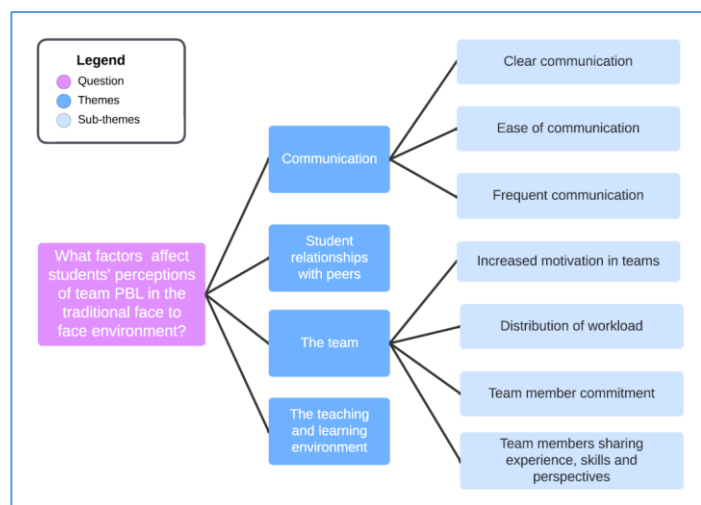 Legend
Question
Themes
Sub-themes
What factors  affect
students' perceptions
of team PBL in the
traditional face to
face environment?
Communication
Student
relationships
with peers
The team
The teaching
and learning
environment
Clear communication
Ease of communication
Frequent communication
Increased motivation in teams
Distribution of workload
Team member commitment
Team members sharing
experience, skills and
perspectives